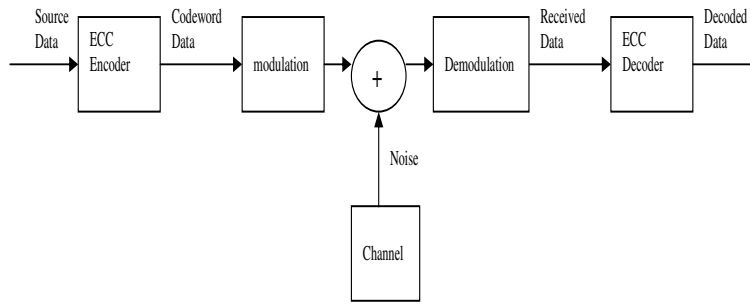 Source
Data
ECC
Encoder
Codeword
Data
modulation
+
Demodulation
Received
Data
ECC
Decoder
Decoded
Data
Noise
Channel